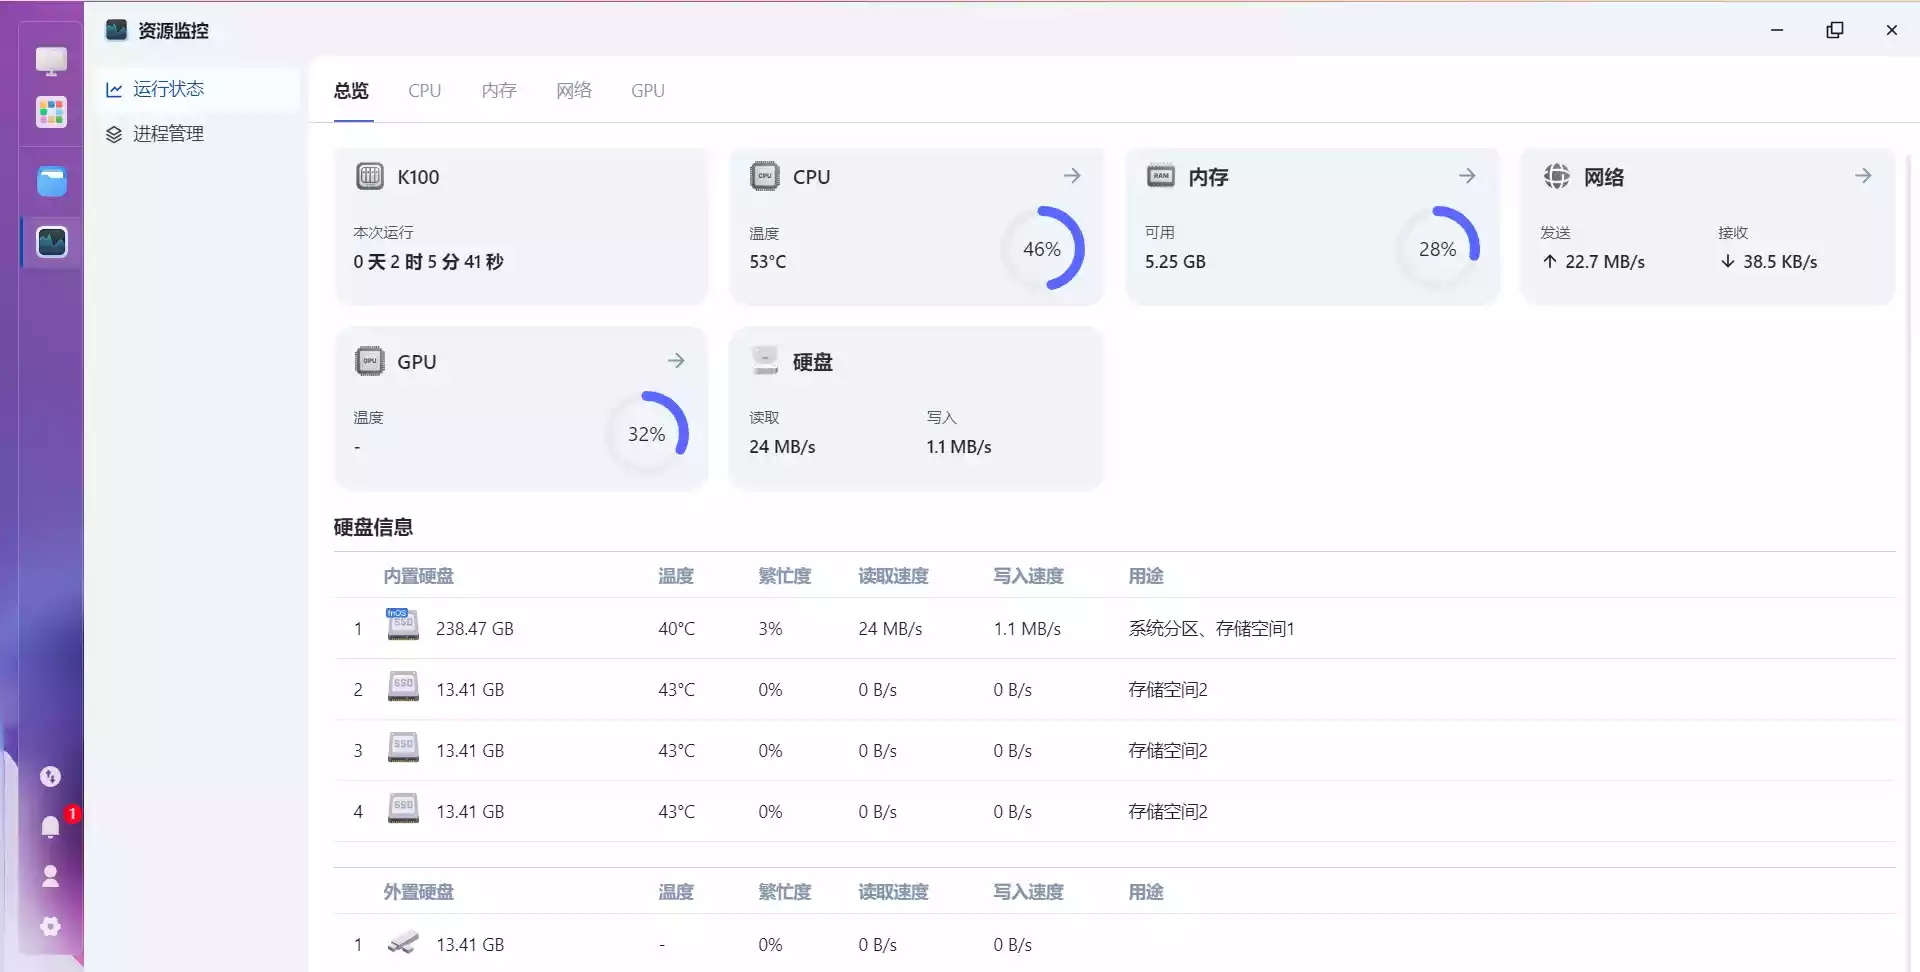 资源监控
运行状态
进程管理
总览 CPU 内存 网络 GPU
K100
本次运行
0 天 2 时 5 分 41 秒
CPU
温度
53°C
46%
RAM
内存
可用
5.25 GB
28%
网络
发送 接收
↑ 22.7 MB/s ↓ 38.5 KB/s
GPU
温度
-
32%
硬盘
读取 写入
24 MB/s 1.1 MB/s
硬盘信息
内置硬盘 温度 繁忙度 读取速度 写入速度 用途
1 fnOS SSD 238.47 GB 40°C 3% 24 MB/s 1.1 MB/s 系统分区、存储空间1
2 SSD 13.41 GB 43°C 0% 0 B/s 0 B/s 存储空间2
3 SSD 13.41 GB 43°C 0% 0 B/s 0 B/s 存储空间2
4 SSD 13.41 GB 43°C 0% 0 B/s 0 B/s 存储空间2
1
外置硬盘 温度 繁忙度 读取速度 写入速度 用途
1 13.41 GB - 0% 0 B/s 0 B/s